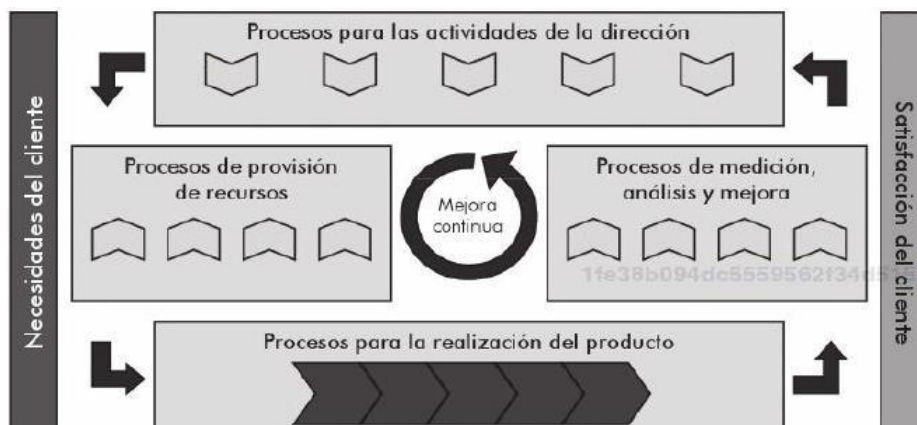 Procesos para las actividades de la dirección
Necesidades del cliente
Procesos de provisión
de recursos
Mejora
continua
Procesos de medición,
análisis y mejora
Satisfacción del cliente
Procesos para la realización del producto